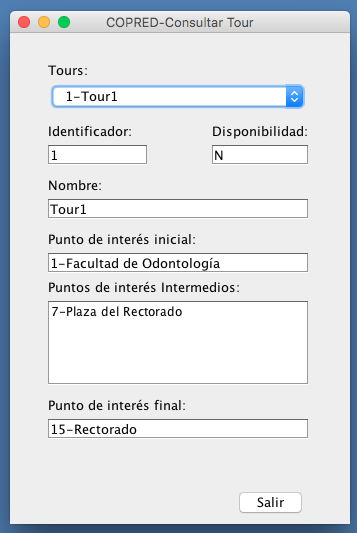 COPRED-Consultar Tour
Tours:
1-Tour1
Identificador: Disponibilidad:
1 N
Nombre:
Tour1
Punto de interés inicial:
1-Facultad de Odontología
Puntos de interés Intermedios:
7-Plaza del Rectorado
Punto de interés final:
15-Rectorado
Salir